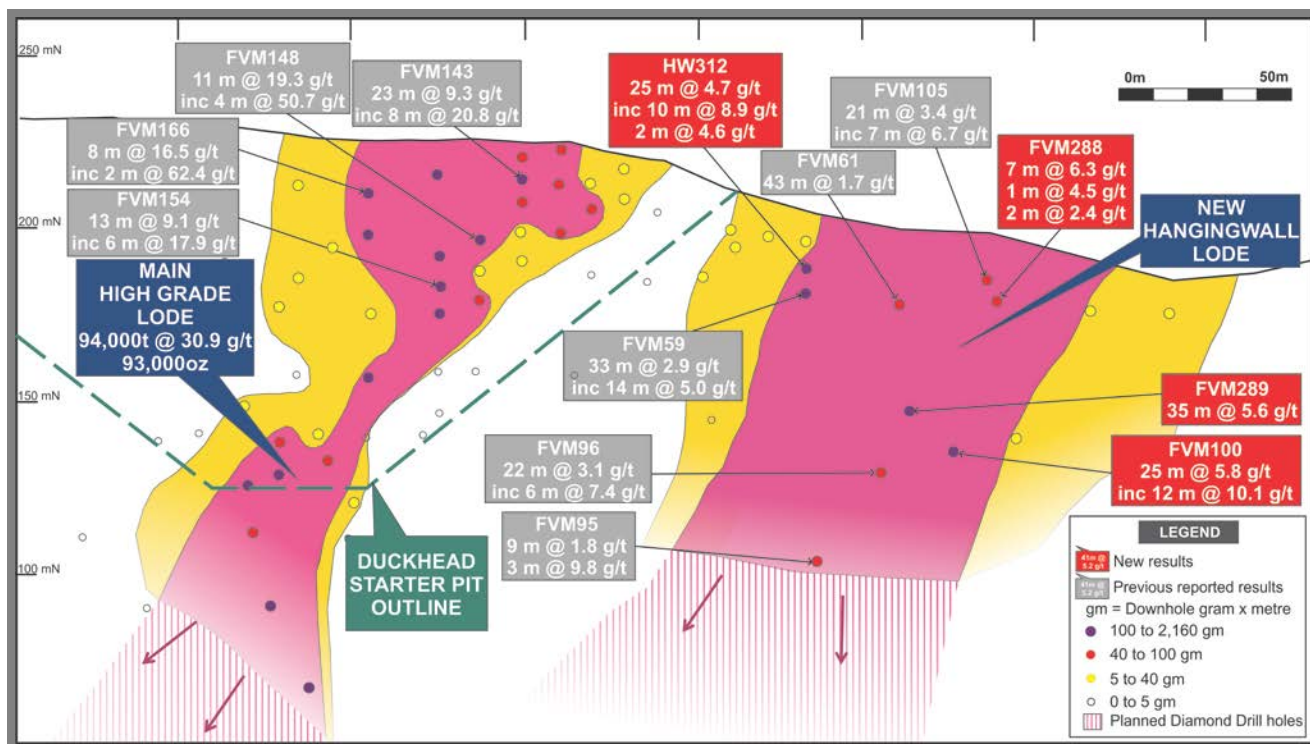 250 mN
200 mN
150 mN
100 mN
FVM148
11 m @ 19.3 g/t
inc 4 m @ 50.7 g/t
FVM143
23 m @ 9.3 g/t
inc 8 m @ 20.8 g/t
HW312
25 m @ 4.7 g/t
inc 10 m @ 8.9 g/t
2 m @ 4.6 g/t
FVM105
21 m @ 3.4 g/t
inc 7 m @ 6.7 g/t
0m 50m
FVM166
8 m @ 16.5 g/t
inc 2 m @ 62.4 g/t
FVM61
43 m @ 1.7 g/t
FVM288
7 m @ 6.3 g/t
1 m @ 4.5 g/t
2 m @ 2.4 g/t
FVM154
13 m @ 9.1 g/t
inc 6 m @ 17.9 g/t
NEW
HANGINGWALL
LODE
MAIN
HIGH GRADE
LODE
94,000t @ 30.9 g/t
93,000oz
FVM59
33 m @ 2.9 g/t
inc 14 m @ 5.0 g/t
FVM289
35 m @ 5.6 g/t
FVM96
22 m @ 3.1 g/t
inc 6 m @ 7.4 g/t
FVM100
25 m @ 5.8 g/t
inc 12 m @ 10.1 g/t
FVM95
9 m @ 1.8 g/t
3 m @ 9.8 g/t
DUCKHEAD
STARTER PIT
OUTLINE
LEGEND
41m @
5.2 g/t
New results
41m @
5.2 g/t
Previous reported results
gm = Downhole gram x metre
100 to 2,160 gm
40 to 100 gm
5 to 40 gm
0 to 5 gm
Planned Diamond Drill holes